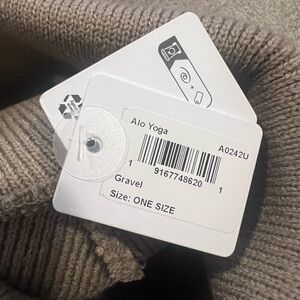 Alo Yoga
A0242U
1 9167748620 1
Gravel
Size: ONE SIZE